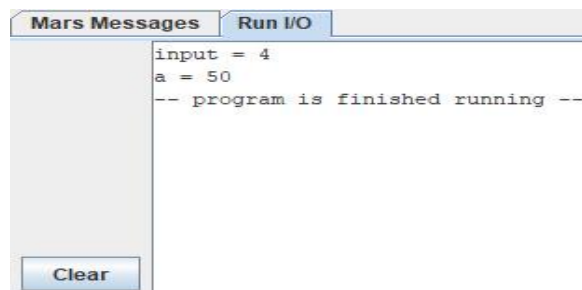 Mars Messages Run I/O
input = 4
a = 50
-- program is finished running --
Clear